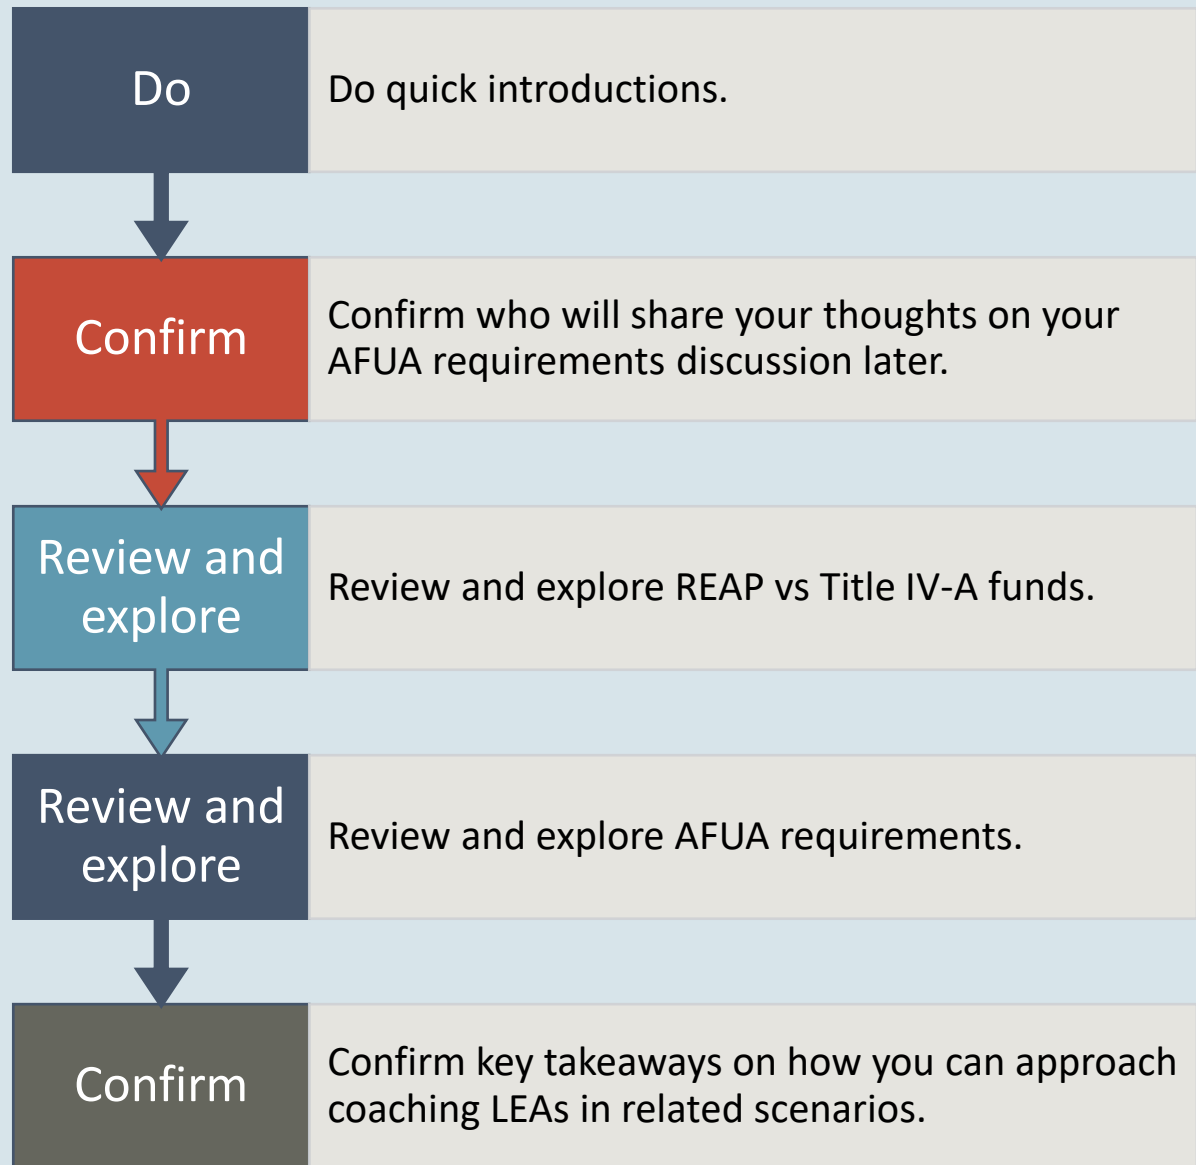 Do
Do quick introductions.
Confirm
Confirm who will share your thoughts on your
AFUA requirements discussion later.
Review and
explore
Review and explore REAP vs Title IV-A funds.
Review and
explore
Review and explore AFUA requirements.
Confirm
Confirm key takeaways on how you can approach
coaching LEAs in related scenarios.